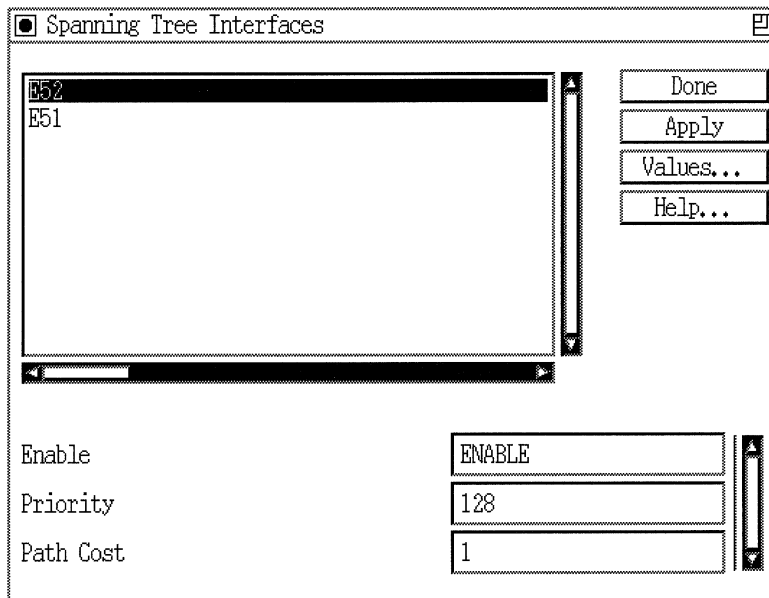 Spanning Tree Interfaces
E52
E51
Done
Apply
Values...
Help...
Enable
ENABLE
Priority
128
Path Cost
1